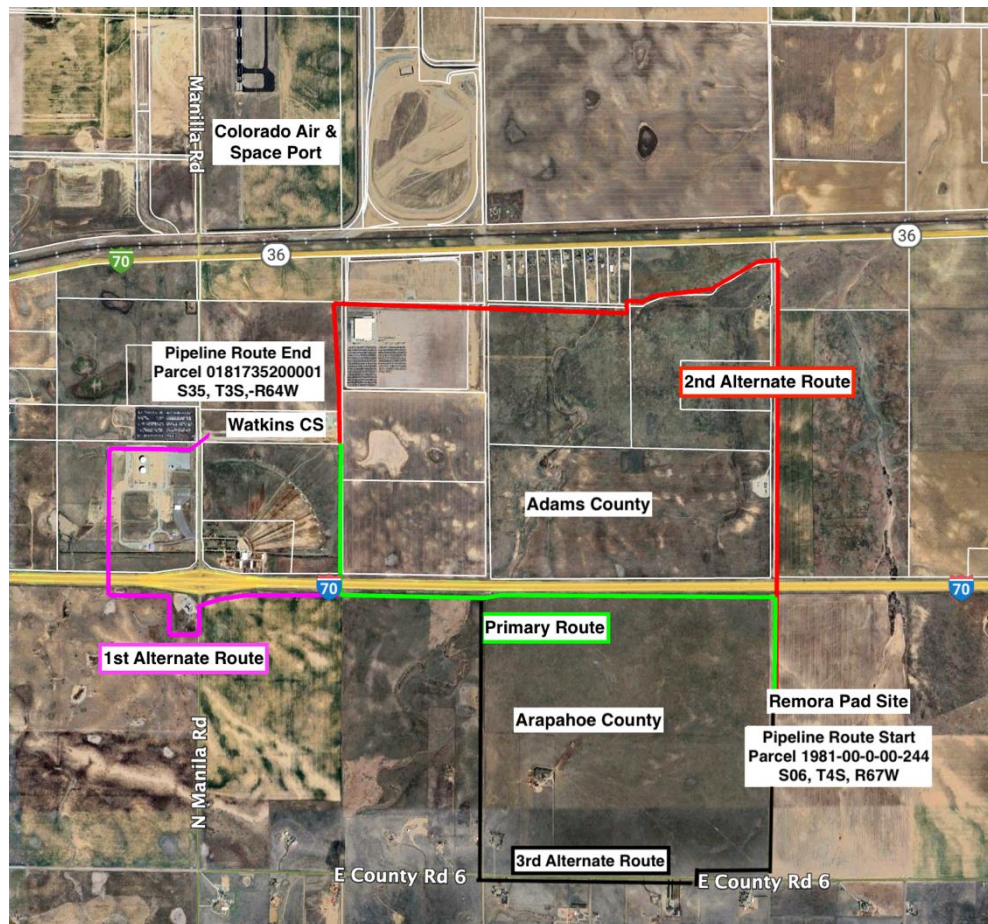 Manilla Rd
Colorado Air &
Space Port
36
36
70
Pipeline Route End
Parcel 0181735200001
S35, T3S,-R64W
2nd Alternate Route
Watkins CS
Adams County
70
70
Primary Route
1st Alternate Route
Remora Pad Site
Arapahoe County
Pipeline Route Start
Parcel 1981-00-0-00-244
S06, T4S, R67W
N Manila Rd
3rd Alternate Route
E County Rd 6
E County Rd 6